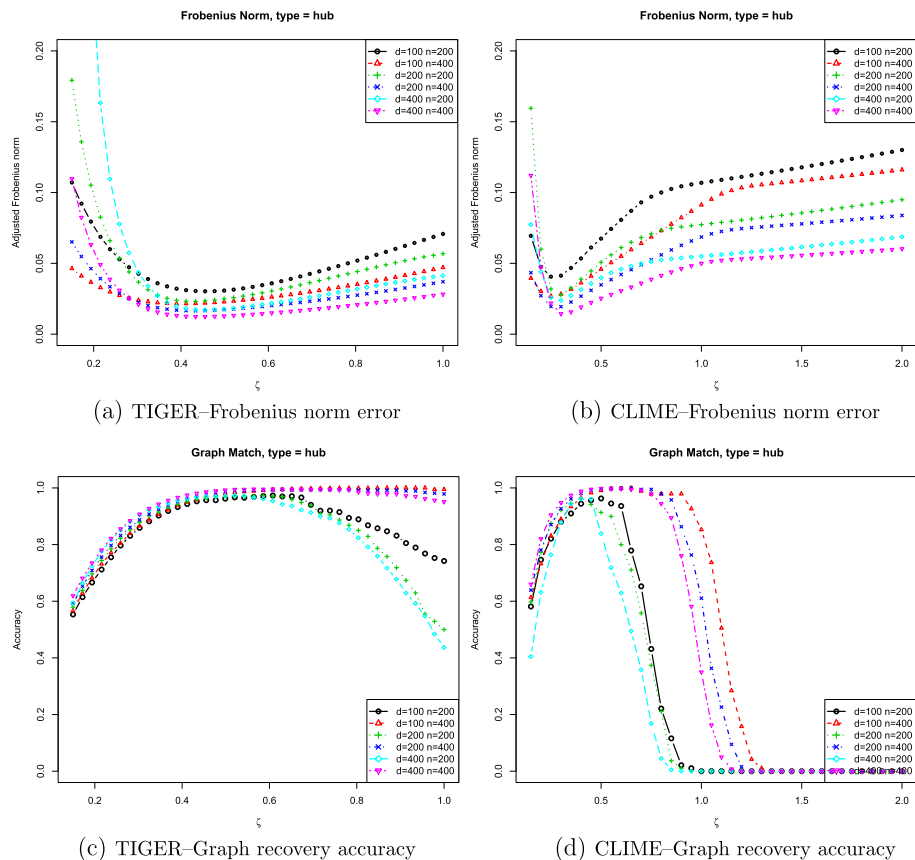 Frobenius Norm, type = hub
Adjusted Frobenius norm
0.20
0.15
0.10
0.05
0.00
d=100 n=200
d=100 n=400
d=200 n=200
d=200 n=400
d=400 n=200
d=400 n=400
0.2 0.4 0.6 0.8 1.0
ζ
(a) TIGER–Frobenius norm error
Frobenius Norm, type = hub
Adjusted Frobenius norm
0.20
0.15
0.10
0.05
0.00
d=100 n=200
d=100 n=400
d=200 n=200
d=200 n=400
d=400 n=200
d=400 n=400
0.5 1.0 1.5 2.0
ζ
(b) CLIME–Frobenius norm error
Graph Match, type = hub
Accuracy
1.0
0.8
0.6
0.4
0.2
0.0
d=100 n=200
d=100 n=400
d=200 n=200
d=200 n=400
d=400 n=200
d=400 n=400
0.2 0.4 0.6 0.8 1.0
ζ
(c) TIGER–Graph recovery accuracy
Graph Match, type = hub
Accuracy
1.0
0.8
0.6
0.4
0.2
0.0
d=100 n=200
d=100 n=400
d=200 n=200
d=200 n=400
d=400 n=200
d=400 n=400
0.5 1.0 1.5 2.0
ζ
(d) CLIME–Graph recovery accuracy